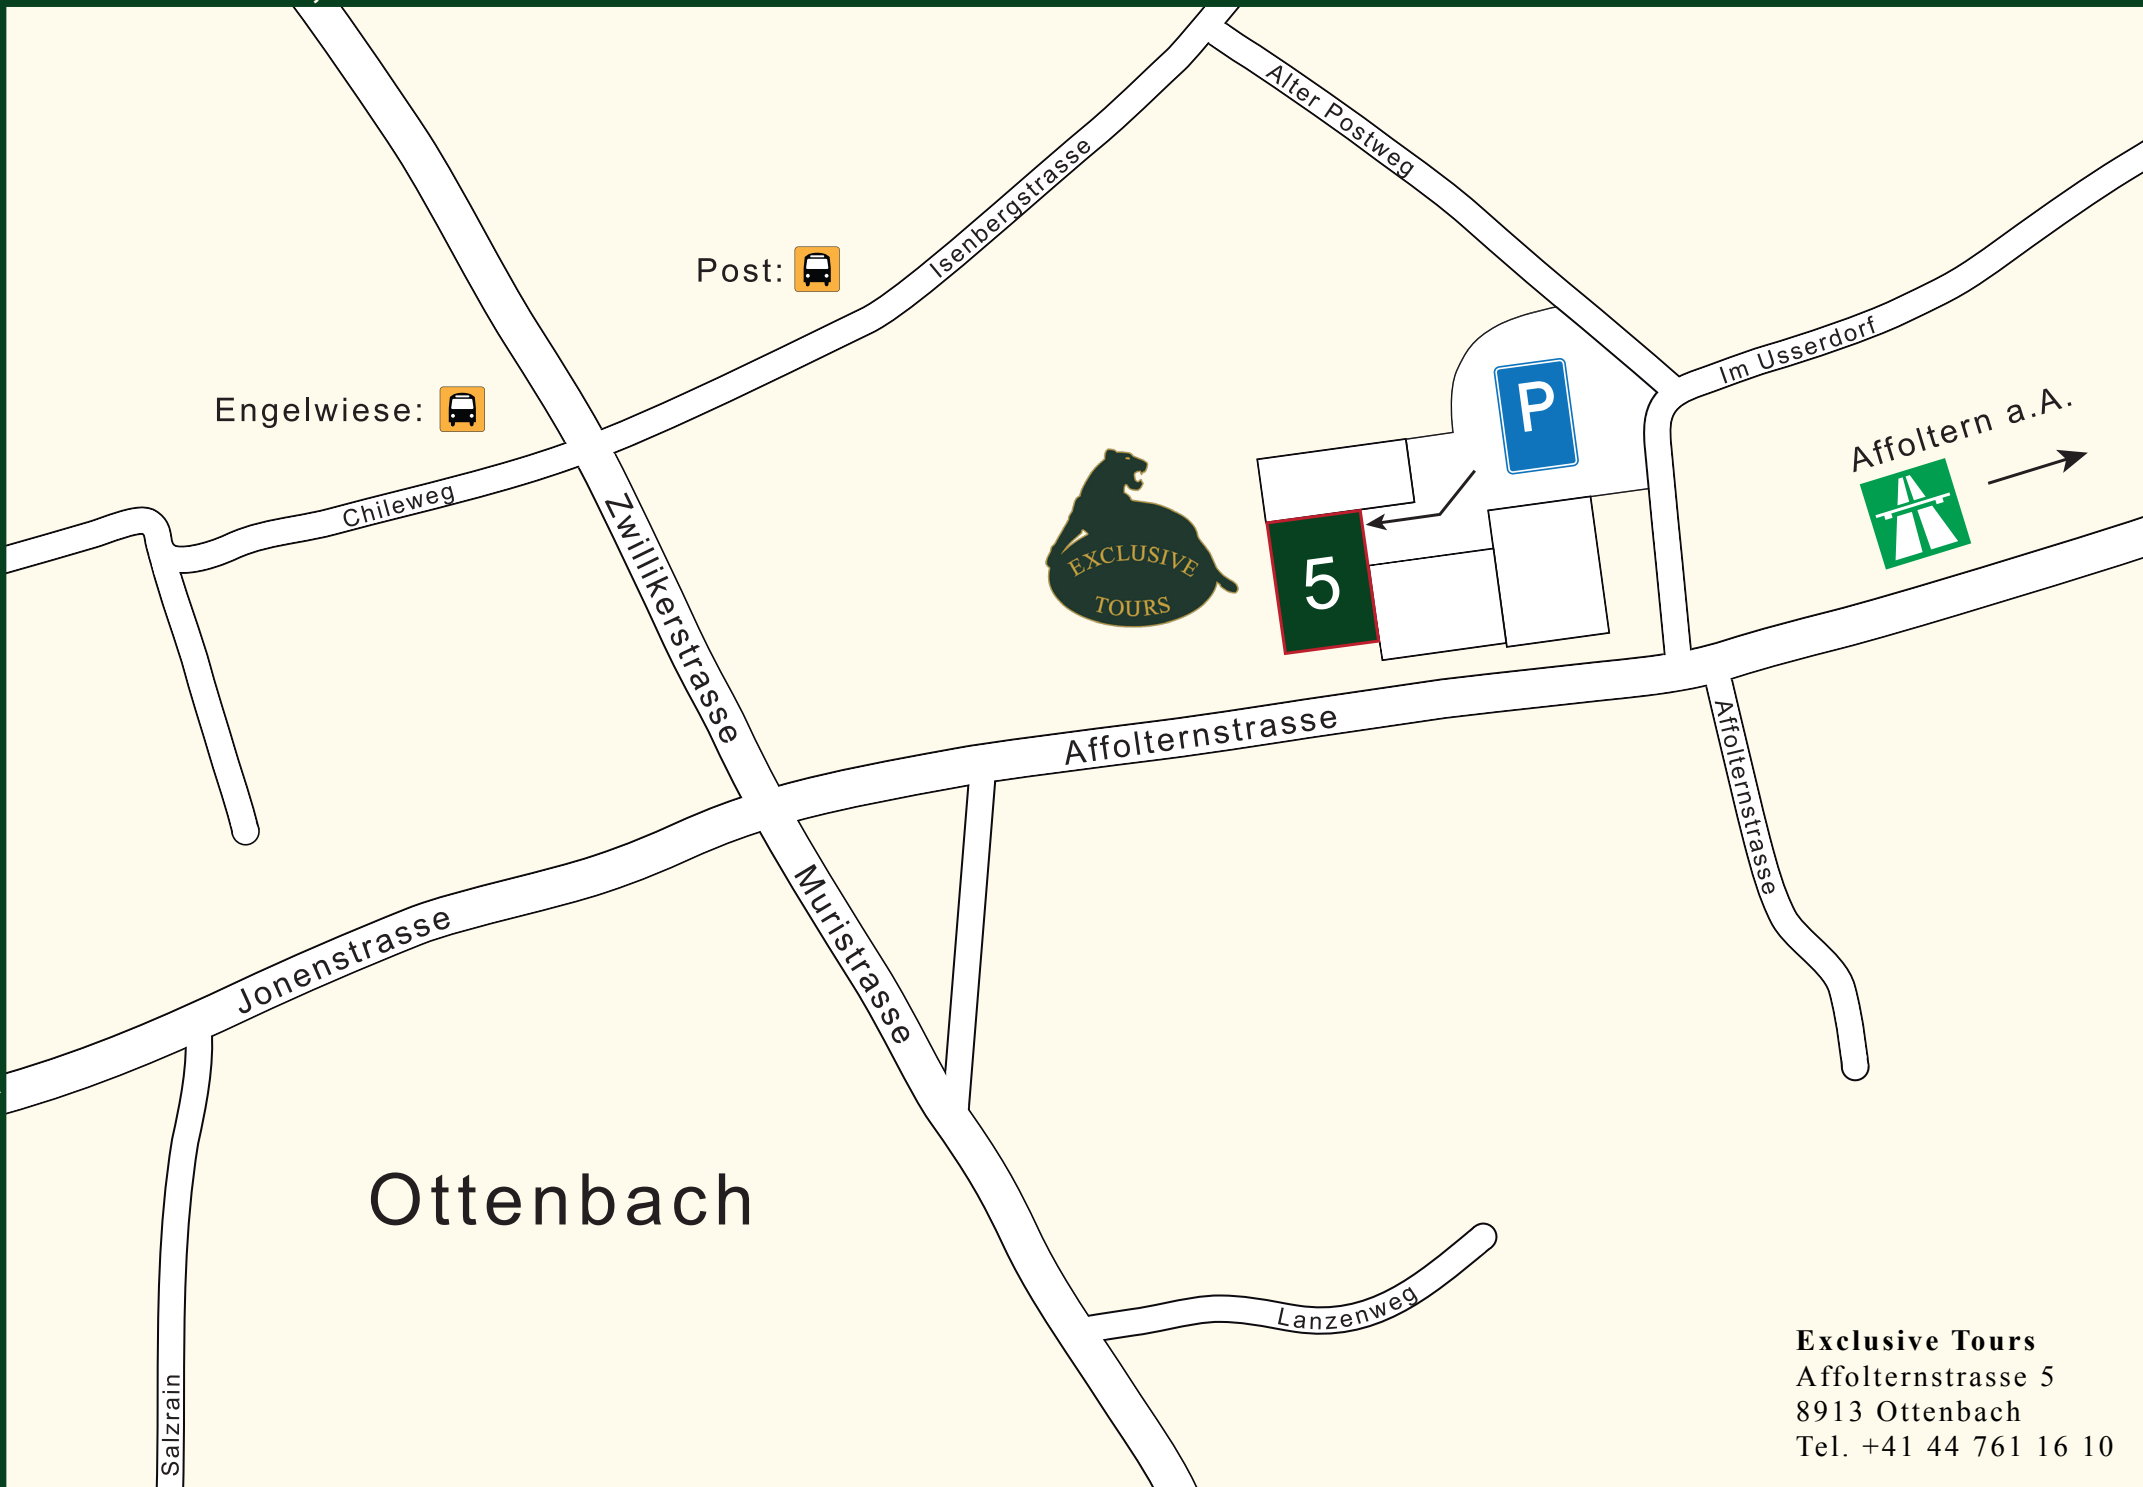 Alter Postweg
Isenbergstrasse
Post:
Im Usserdorf
Engelwiese:
P
Affoltern a.A.
Chileweg
Zwillikerstrasse
EXCLUSIVE
TOURS
5
Affolternstrasse
Affolternstrasse
Muristrasse
Jonenstrasse
Ottenbach
Lanzenweg
Salzrain
Exclusive Tours
Affolternstrasse 5
8913 Ottenbach
Tel. +41 44 761 16 10